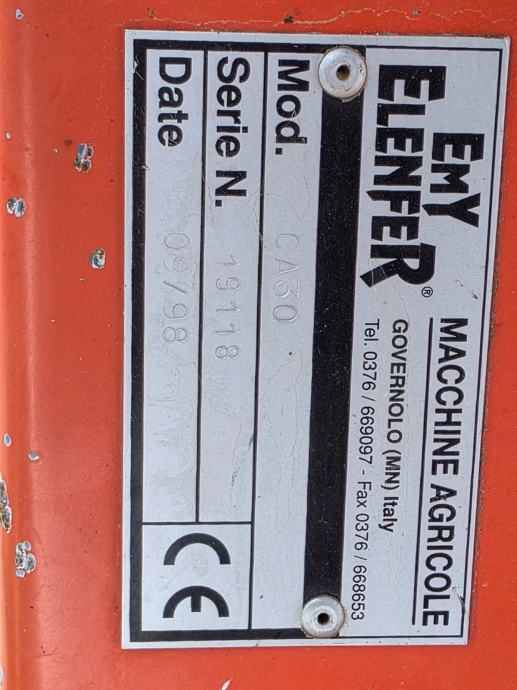 EMY
ELENFER®
MACCHINE AGRICOLE
GOVERNOLO (MN) Italy
Tel. 0376 / 669097 - Fax 0376 / 668653
Mod. CA30
Serie N. 19118
Date 09/98
CE